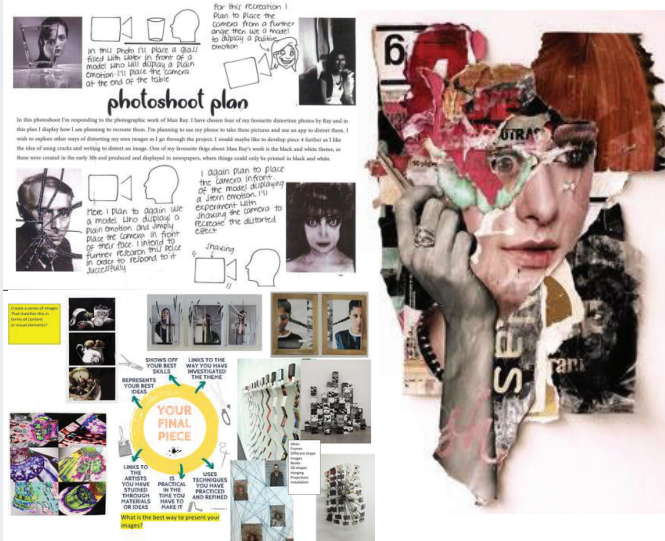 In this photo I'll place a glass
filled with water in front of a
model who will display a plain
emotion. I'll place the camera
at the end of the table
For this recreation I
Plan to place the
camera from a further
angle then use a model
to display a positive
emotion
photoshoot plan
In this photoshoot I'm responding to the photographic work of Man Ray. I have chosen four of my favourite distortion photos by Ray and in
this plan I display how I am planning to recreate them. I'm planning to use my phone to take these pictures and use an app to distort them. I
wish to explore other ways of distorting my own images as I go through the project. I would maybe like to develop piece 4 further as I like
the idea of using cracks and writing to distort an image. One of my favourite thigs about Man Ray's work is the black and white theme, as
these were created in the early 30s and produced and displayed in newspapers, where things could only be printed in black and white.
Here I plan to again use
a model who displays a
Plain emotion and simply
Place the camera in front
of their face. I intend to
further research this peice
in order to respond to it
successfully
I again plan to place
the camera infront
of the model displaying
a stern emotion. I'll
experiment with
shaking the camera to
recreate the distorted
effect
shaking
Create a series of images
That matches this in
terms of content
or visual elements?
SHOWS OFF
YOUR BEST
SKILLS
LINKS TO THE
WAY YOU HAVE
INVESTIGATED
THE THEME
REPRESENTS
YOUR BEST
IDEAS
YOUR
FINAL
PIECE
LINKS TO
THE
ARTISTS
YOU HAVE
STUDIED
THROUGH
MATERIALS
OR IDEAS
IS
PRACTICAL IN
THE TIME
YOU HAVE TO
MAKE IT
USES
TECHNIQUES
YOU HAVE
PRACTICED
AND REFINED
What is the best way to present your
images?
Frames
Different shape
images
Books
3D shapes
Hanging
Projections
Installation
6
OUTRAG